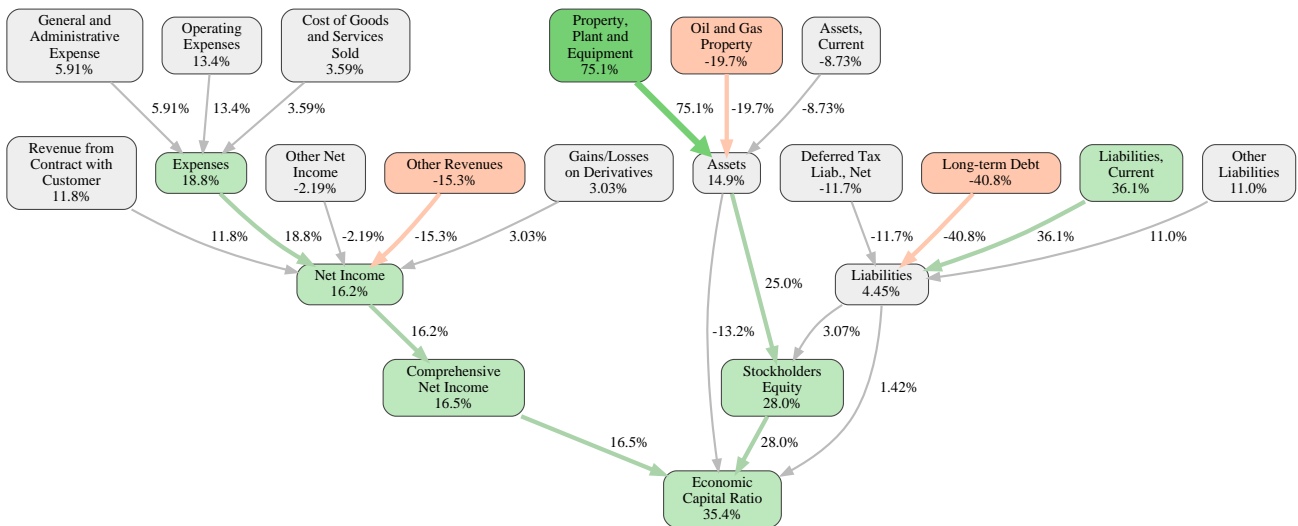 General and
Administrative
Expense
5.91%
Operating
Expenses
13.4%
Cost of Goods
and Services
Sold
3.59%
Property,
Plant and
Equipment
75.1%
Oil and Gas
Property
-19.7%
Assets,
Current
-8.73%
5.91%
13.4%
3.59%
75.1%
-19.7%
-8.73%
Revenue from
Contract with
Customer
11.8%
Expenses
18.8%
Other Net
Income
-2.19%
Other Revenues
-15.3%
Gains/Losses
on Derivatives
3.03%
Assets
14.9%
Deferred Tax
Liab., Net
-11.7%
Long-term Debt
-40.8%
Liabilities,
Current
36.1%
Other
Liabilities
11.0%
11.8%
18.8%
-2.19%
-15.3%
3.03%
-11.7%
-40.8%
36.1%
11.0%
Net Income
16.2%
25.0%
Liabilities
4.45%
16.2%
-13.2%
3.07%
1.42%
Comprehensive
Net Income
16.5%
Stockholders
Equity
28.0%
16.5%
28.0%
Economic
Capital Ratio
35.4%